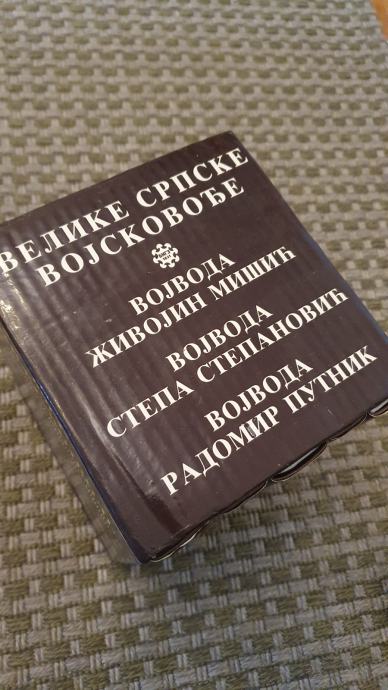 ВЕЛИКЕ СРПСКЕ
ВОЈСКОВОЂЕ
ВОЈВОДА
ЖИВОЈИН МИШИЋ
ВОЈВОДА
СТЕПА СТЕПАНОВИЋ
ВОЈВОДА
РАДОМИР ПУТНИК